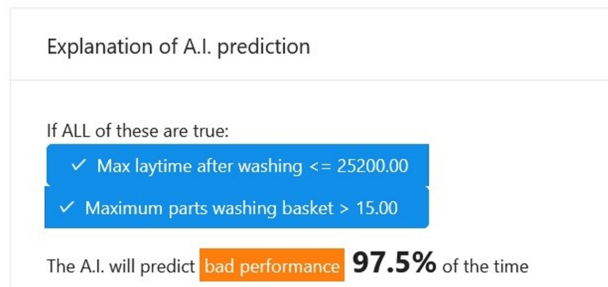 Explanation of A.I. prediction
If ALL of these are true:
✓ Max laytime after washing <= 25200.00
✓ Maximum parts washing basket > 15.00
The A.I. will predict bad performance 97.5% of the time